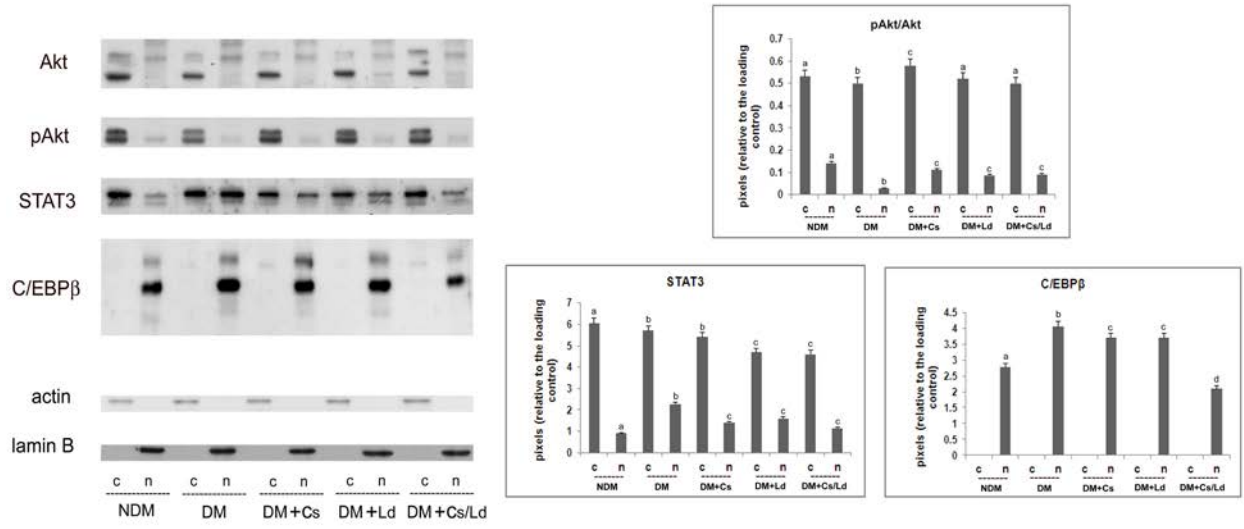 Akt
pAkt
STAT3
C/EBPβ
actin
lamin B
c n c n c n c n c n
NDM DM DM+Cs DM+Ld DM+Cs/Ld
pAkt/Akt
pixels (relative to the loading control)
0.7
0.6
0.5
0.4
0.3
0.2
0.1
0
a a b b c c a c a c
c n c n c n c n c n
NDM DM DM+Cs DM+Ld DM+Cs/Ld
STAT3
pixels (relative to the loading control)
7
6
5
4
3
2
1
0
a a b b b c c c c c
c n c n c n c n c n
NDM DM DM+Cs DM+Ld DM+Cs/Ld
C/EBPβ
pixels (relative to the loading control)
4.5
4
3.5
3
2.5
2
1.5
1
0.5
0
a b c c d
c n c n c n c n c n
NDM DM DM+Cs DM+Ld DM+Cs/Ld